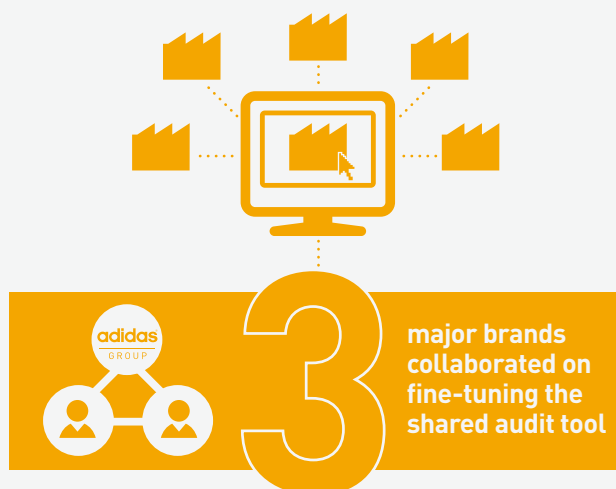 adidas
GROUP
3
major brands
collaborated on
fine-tuning the
shared audit tool